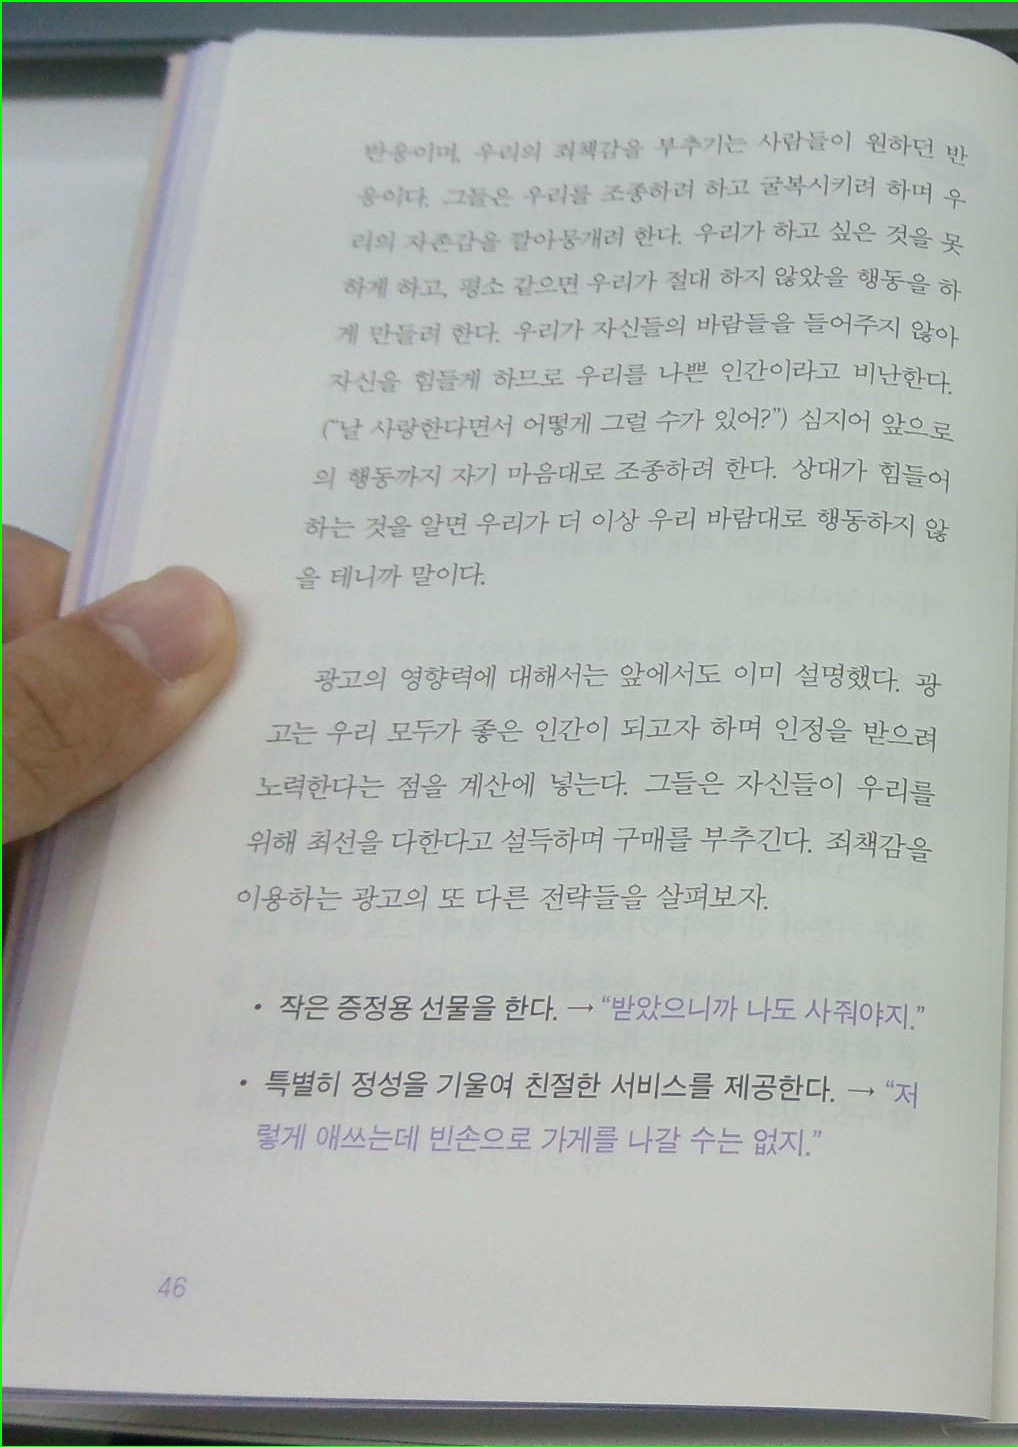 반응이며, 우리의 죄책감을 부추기는 사람들이 원하던 반
응이다. 그들은 우리를 조종하려 하고 굴복시키려 하며 우
리의 자존감을 깔아뭉개려 한다. 우리가 하고 싶은 것을 못
하게 하고, 평소 같으면 우리가 절대 하지 않았을 행동을 하
게 만들려 한다. 우리가 자신들의 바람들을 들어주지 않아
자신을 힘들게 하므로 우리를 나쁜 인간이라고 비난한다.
(“날 사랑한다면서 어떻게 그럴 수가 있어?”) 심지어 앞으로
의 행동까지 자기 마음대로 조종하려 한다. 상대가 힘들어
하는 것을 알면 우리가 더 이상 우리 바람대로 행동하지 않
을 테니까 말이다.
광고의 영향력에 대해서는 앞에서도 이미 설명했다. 광
고는 우리 모두가 좋은 인간이 되고자 하며 인정을 받으려
노력한다는 점을 계산에 넣는다. 그들은 자신들이 우리를
위해 최선을 다한다고 설득하며 구매를 부추긴다. 죄책감을
이용하는 광고의 또 다른 전략들을 살펴보자.
• 작은 증정용 선물을 한다. → “받았으니까 나도 사줘야지.”
• 특별히 정성을 기울여 친절한 서비스를 제공한다. → “저
렇게 애쓰는데 빈손으로 가게를 나갈 수는 없지.”
46